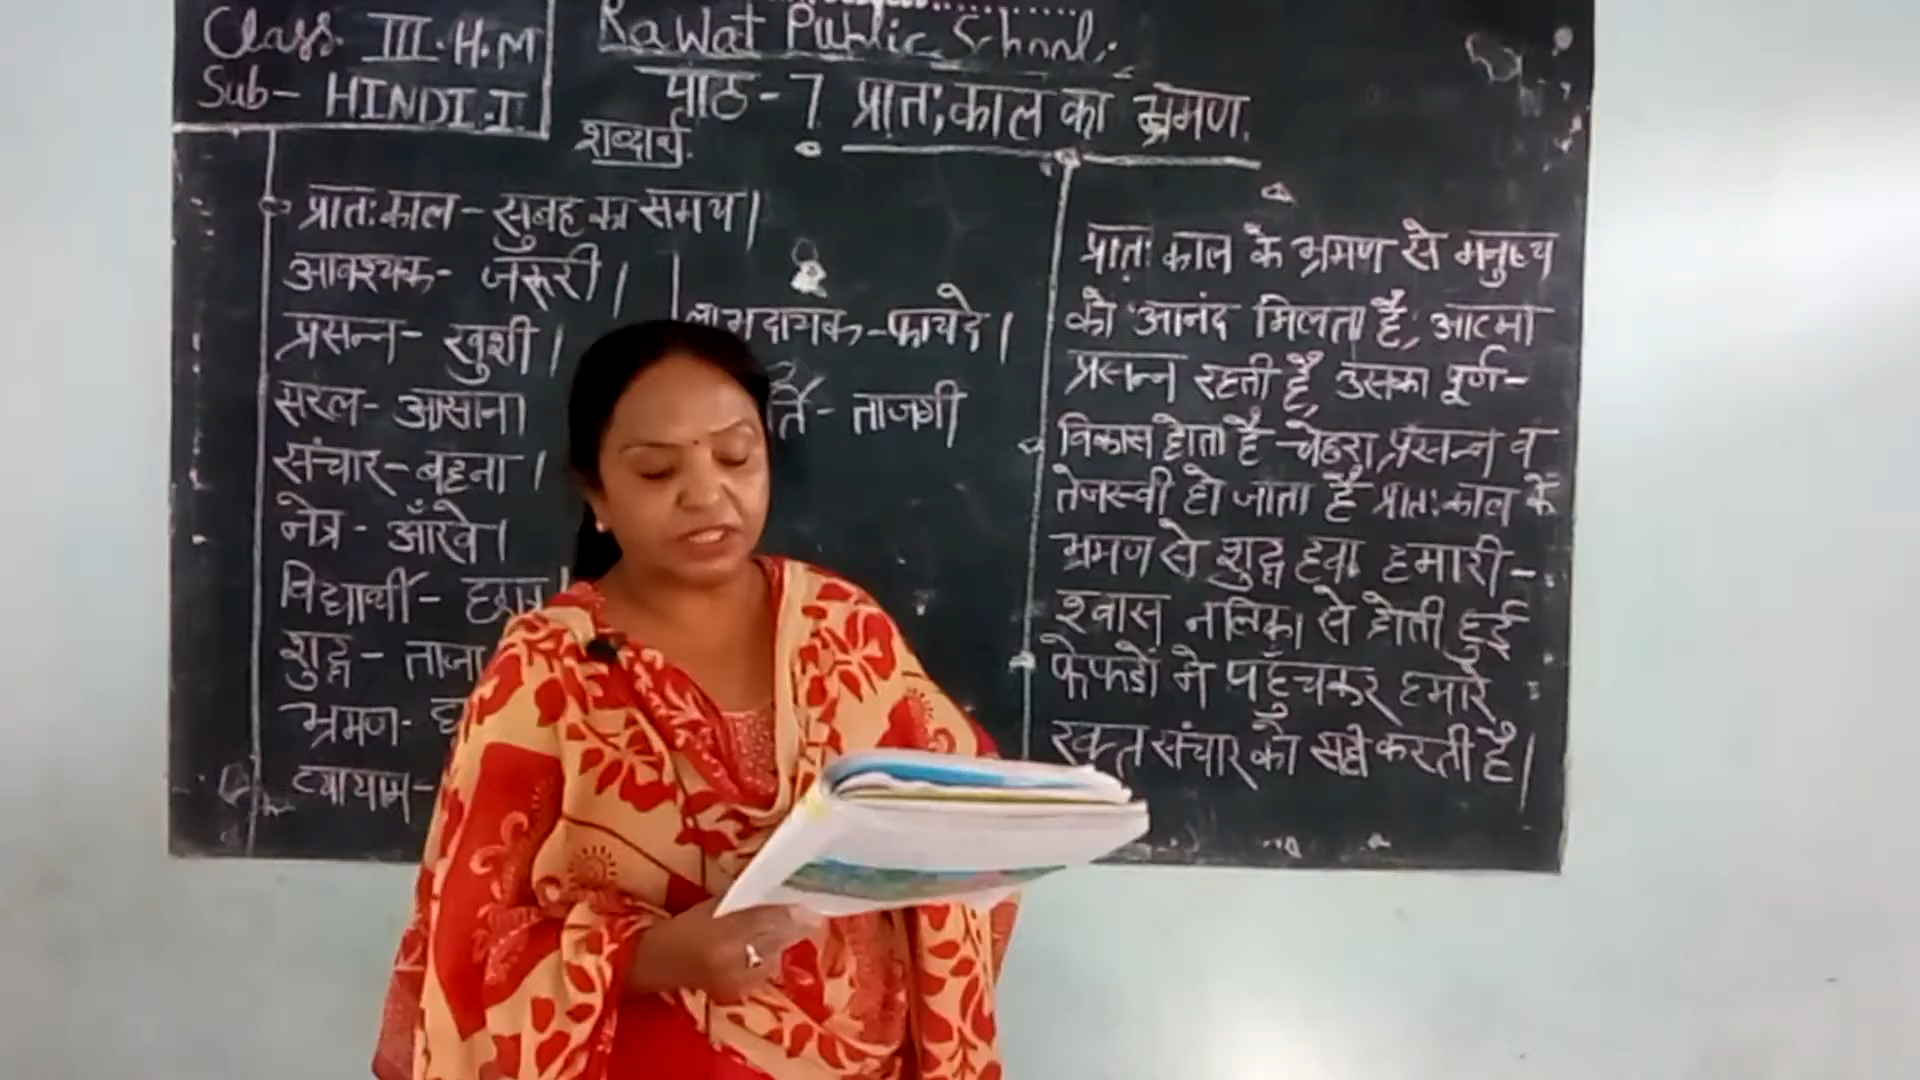 Class. III.H.M
Sub- HINDI.I
Rawat Public School.
पाठ-7 प्रात:काल का भ्रमण.
शब्दार्थ.
प्रात:काल-सुबह का समय।
आवश्यक- जरूरी।
प्रसन्न- खुशी।
सरल- आसान।
संचार-बहना।
नेत्र- आँखे।
विद्यार्थी- छात्र
शुद्ध- ताजा
भ्रमण-
व्यायाम-
लाभदायक-फायदे।
ताजगी
प्रात: काल के भ्रमण से मनुष्य
को आनंद मिलता है, आत्मा
प्रसन्न रहती है, उसका पूर्ण-
विकास होता है चेहरा प्रसन्न व
तेजस्वी हो जाता है प्रात:काल के
भ्रमण से शुद्ध हवा हमारी-
श्वास नलिका से होती हुई
फेफडों मे पहुँचकर हमारे
रक्त संचार को सही करती है।